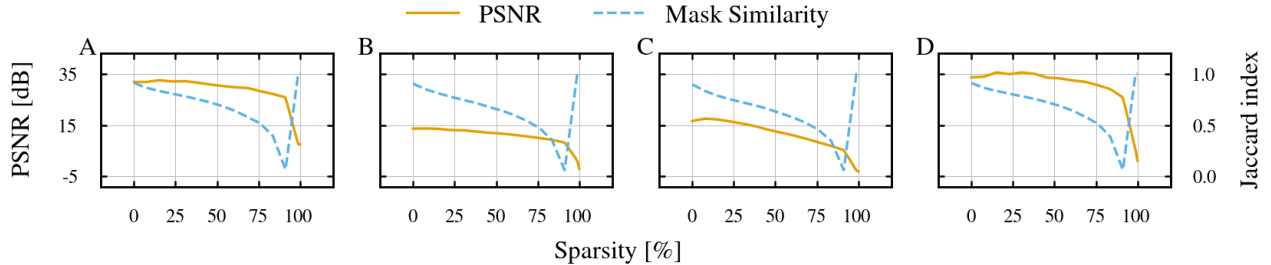 PSNR Mask Similarity
A B C D
PSNR [dB]
35
15
-5
1.0
0.5
0.0
Jaccard index
0 25 50 75 100 0 25 50 75 100 0 25 50 75 100 0 25 50 75 100
Sparsity [%]